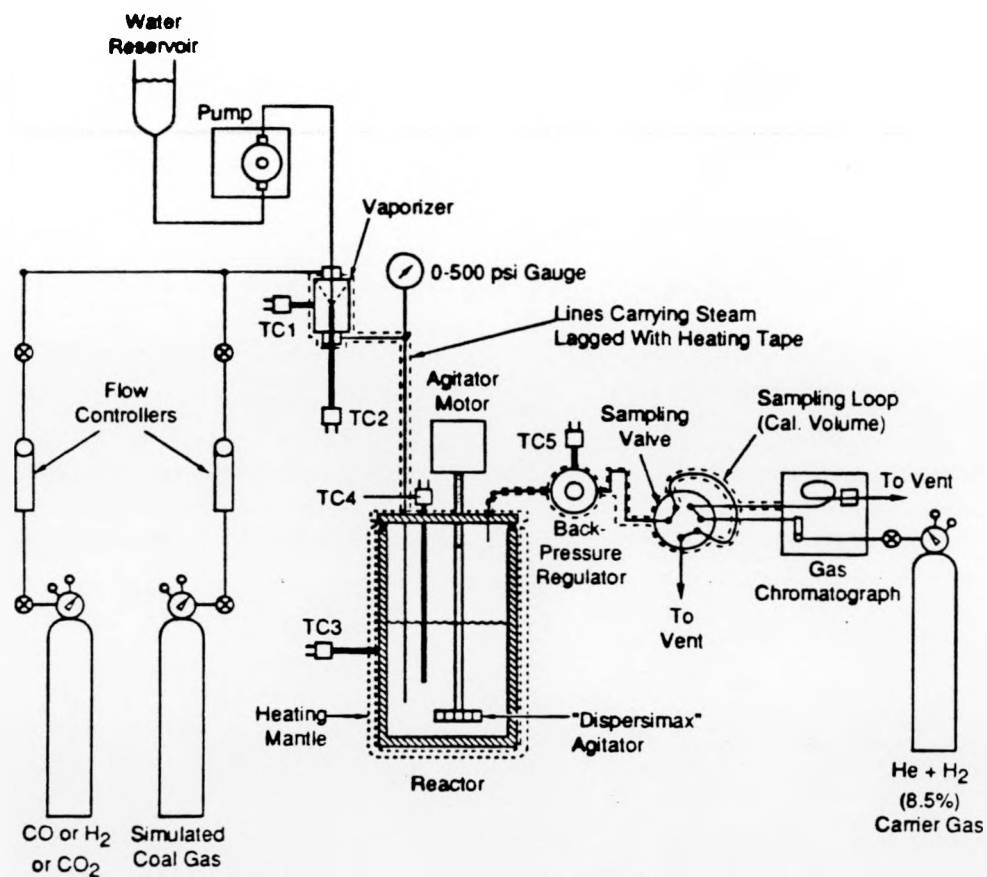 Water
Reservoir
Pump
Vaporizer
0-500 psi Gauge
TC1
Lines Carrying Steam
Lagged With Heating Tape
Flow
Controllers
TC2
Agitator
Motor
Sampling
Valve
Sampling Loop
(Cal. Volume)
TC5
To Vent
TC4
Back-
Pressure
Regulator
Gas
Chromatograph
To
Vent
TC3
Heating
Mantle
"Dispersimax"
Agitator
Reactor
He + H2
(8.5%)
Carrier Gas
CO or H2
or CO2
Simulated
Coal Gas